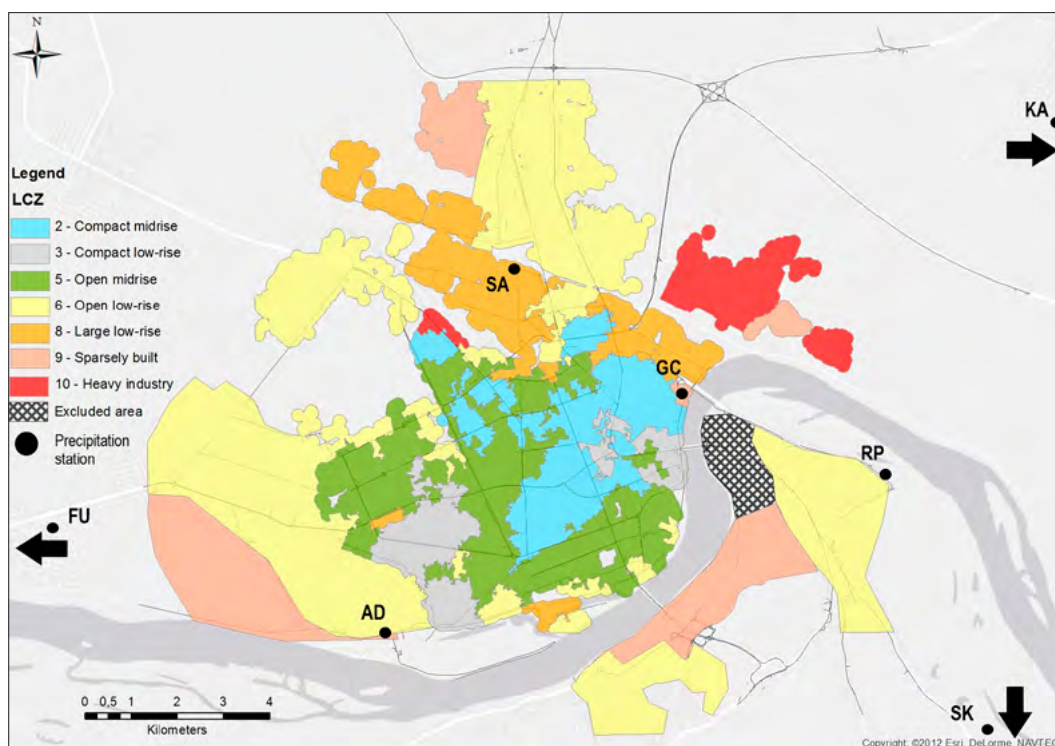 N
KA
Legend
LCZ
2 - Compact midrise
3 - Compact low-rise
5 - Open midrise
6 - Open low-rise
8 - Large low-rise
9 - Sparsely built
10 - Heavy industry
Excluded area
Precipitation
station
SA
GC
RP
FU
AD
SK
0 0,5 1 2 3 4
Kilometers
Copyright: ©2012 Esri, DeLorme, NAVTEQ